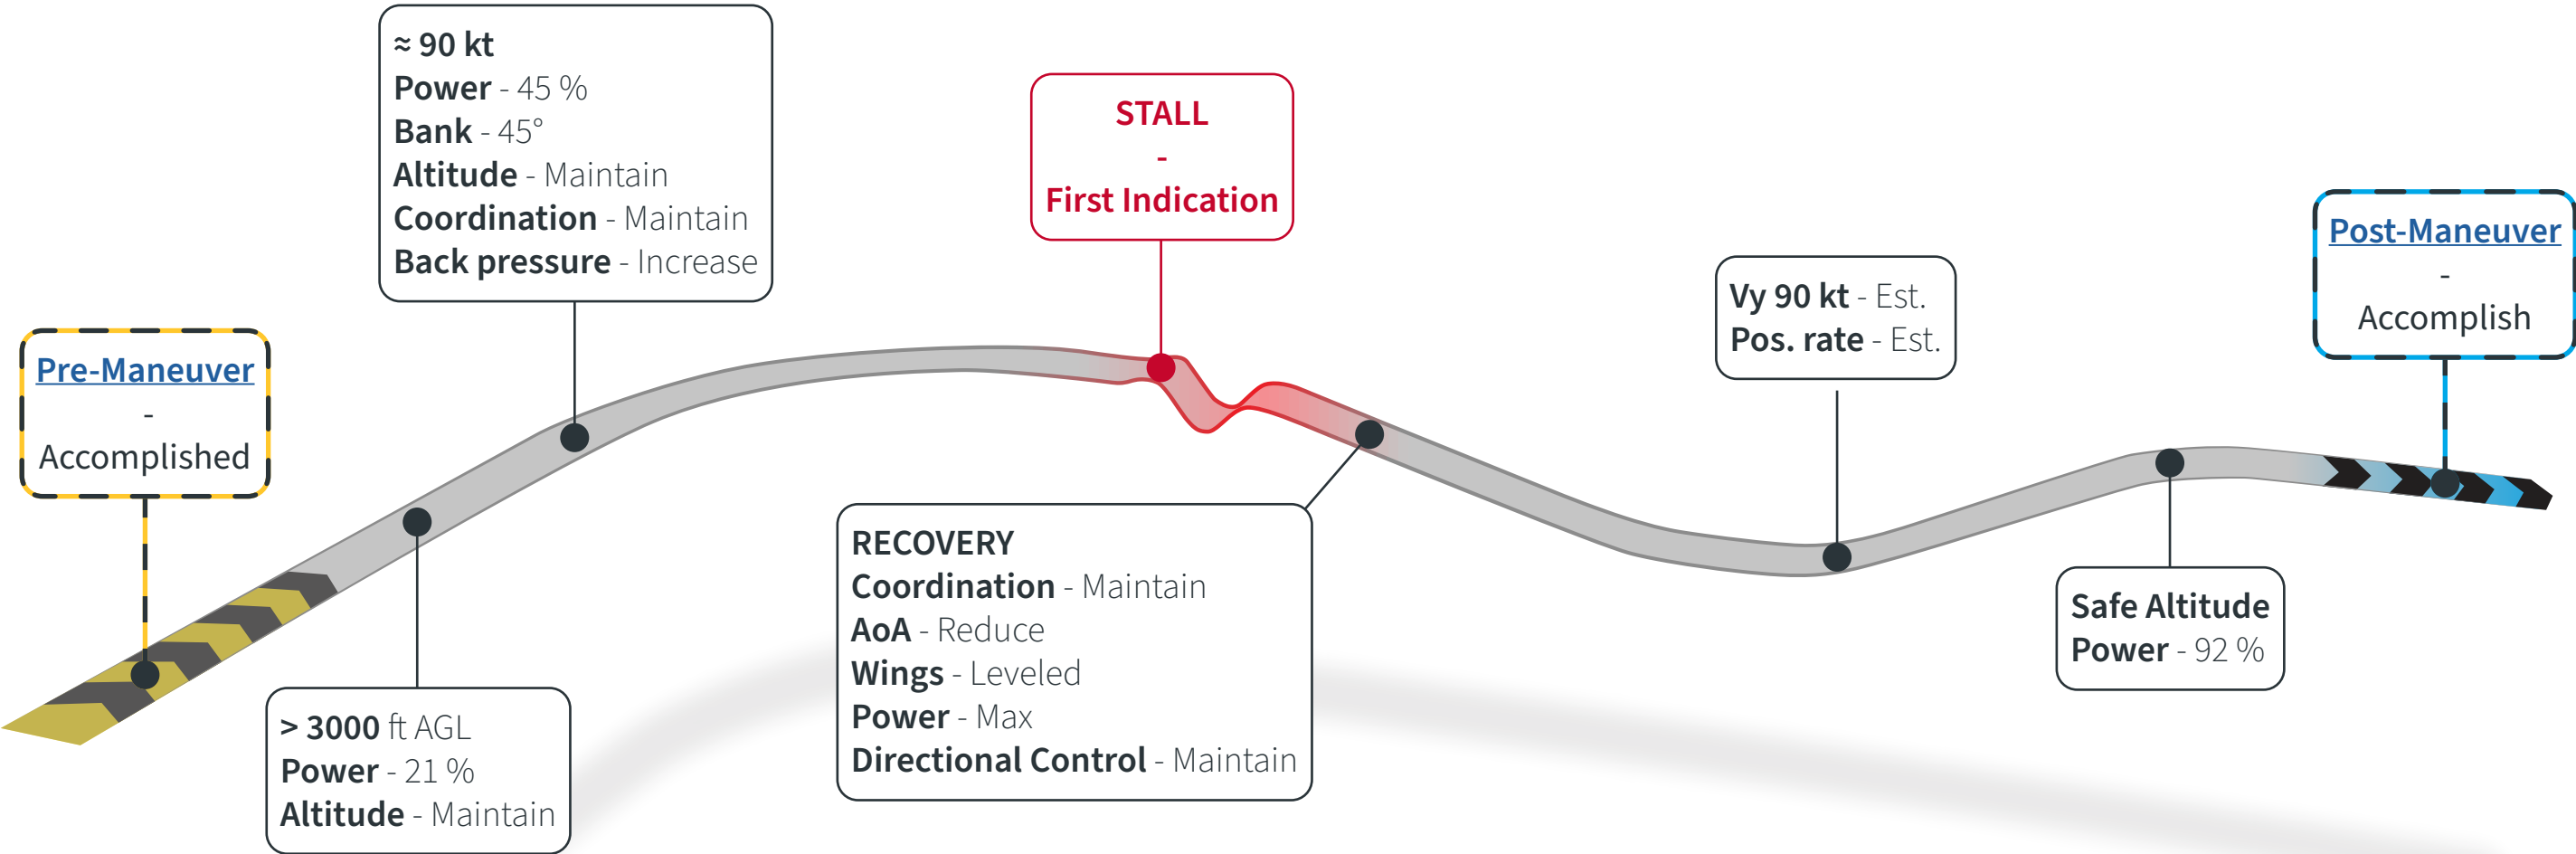 Pre-Maneuver
-
Accomplished
> 3000 ft AGL
Power - 21 %
Altitude - Maintain
≈ 90 kt
Power - 45 %
Bank - 45°
Altitude - Maintain
Coordination - Maintain
Back pressure - Increase
STALL
-
First Indication
RECOVERY
Coordination - Maintain
AoA - Reduce
Wings - Leveled
Power - Max
Directional Control - Maintain
Vy 90 kt - Est.
Pos. rate - Est.
Safe Altitude
Power - 92 %
Post-Maneuver
-
Accomplish